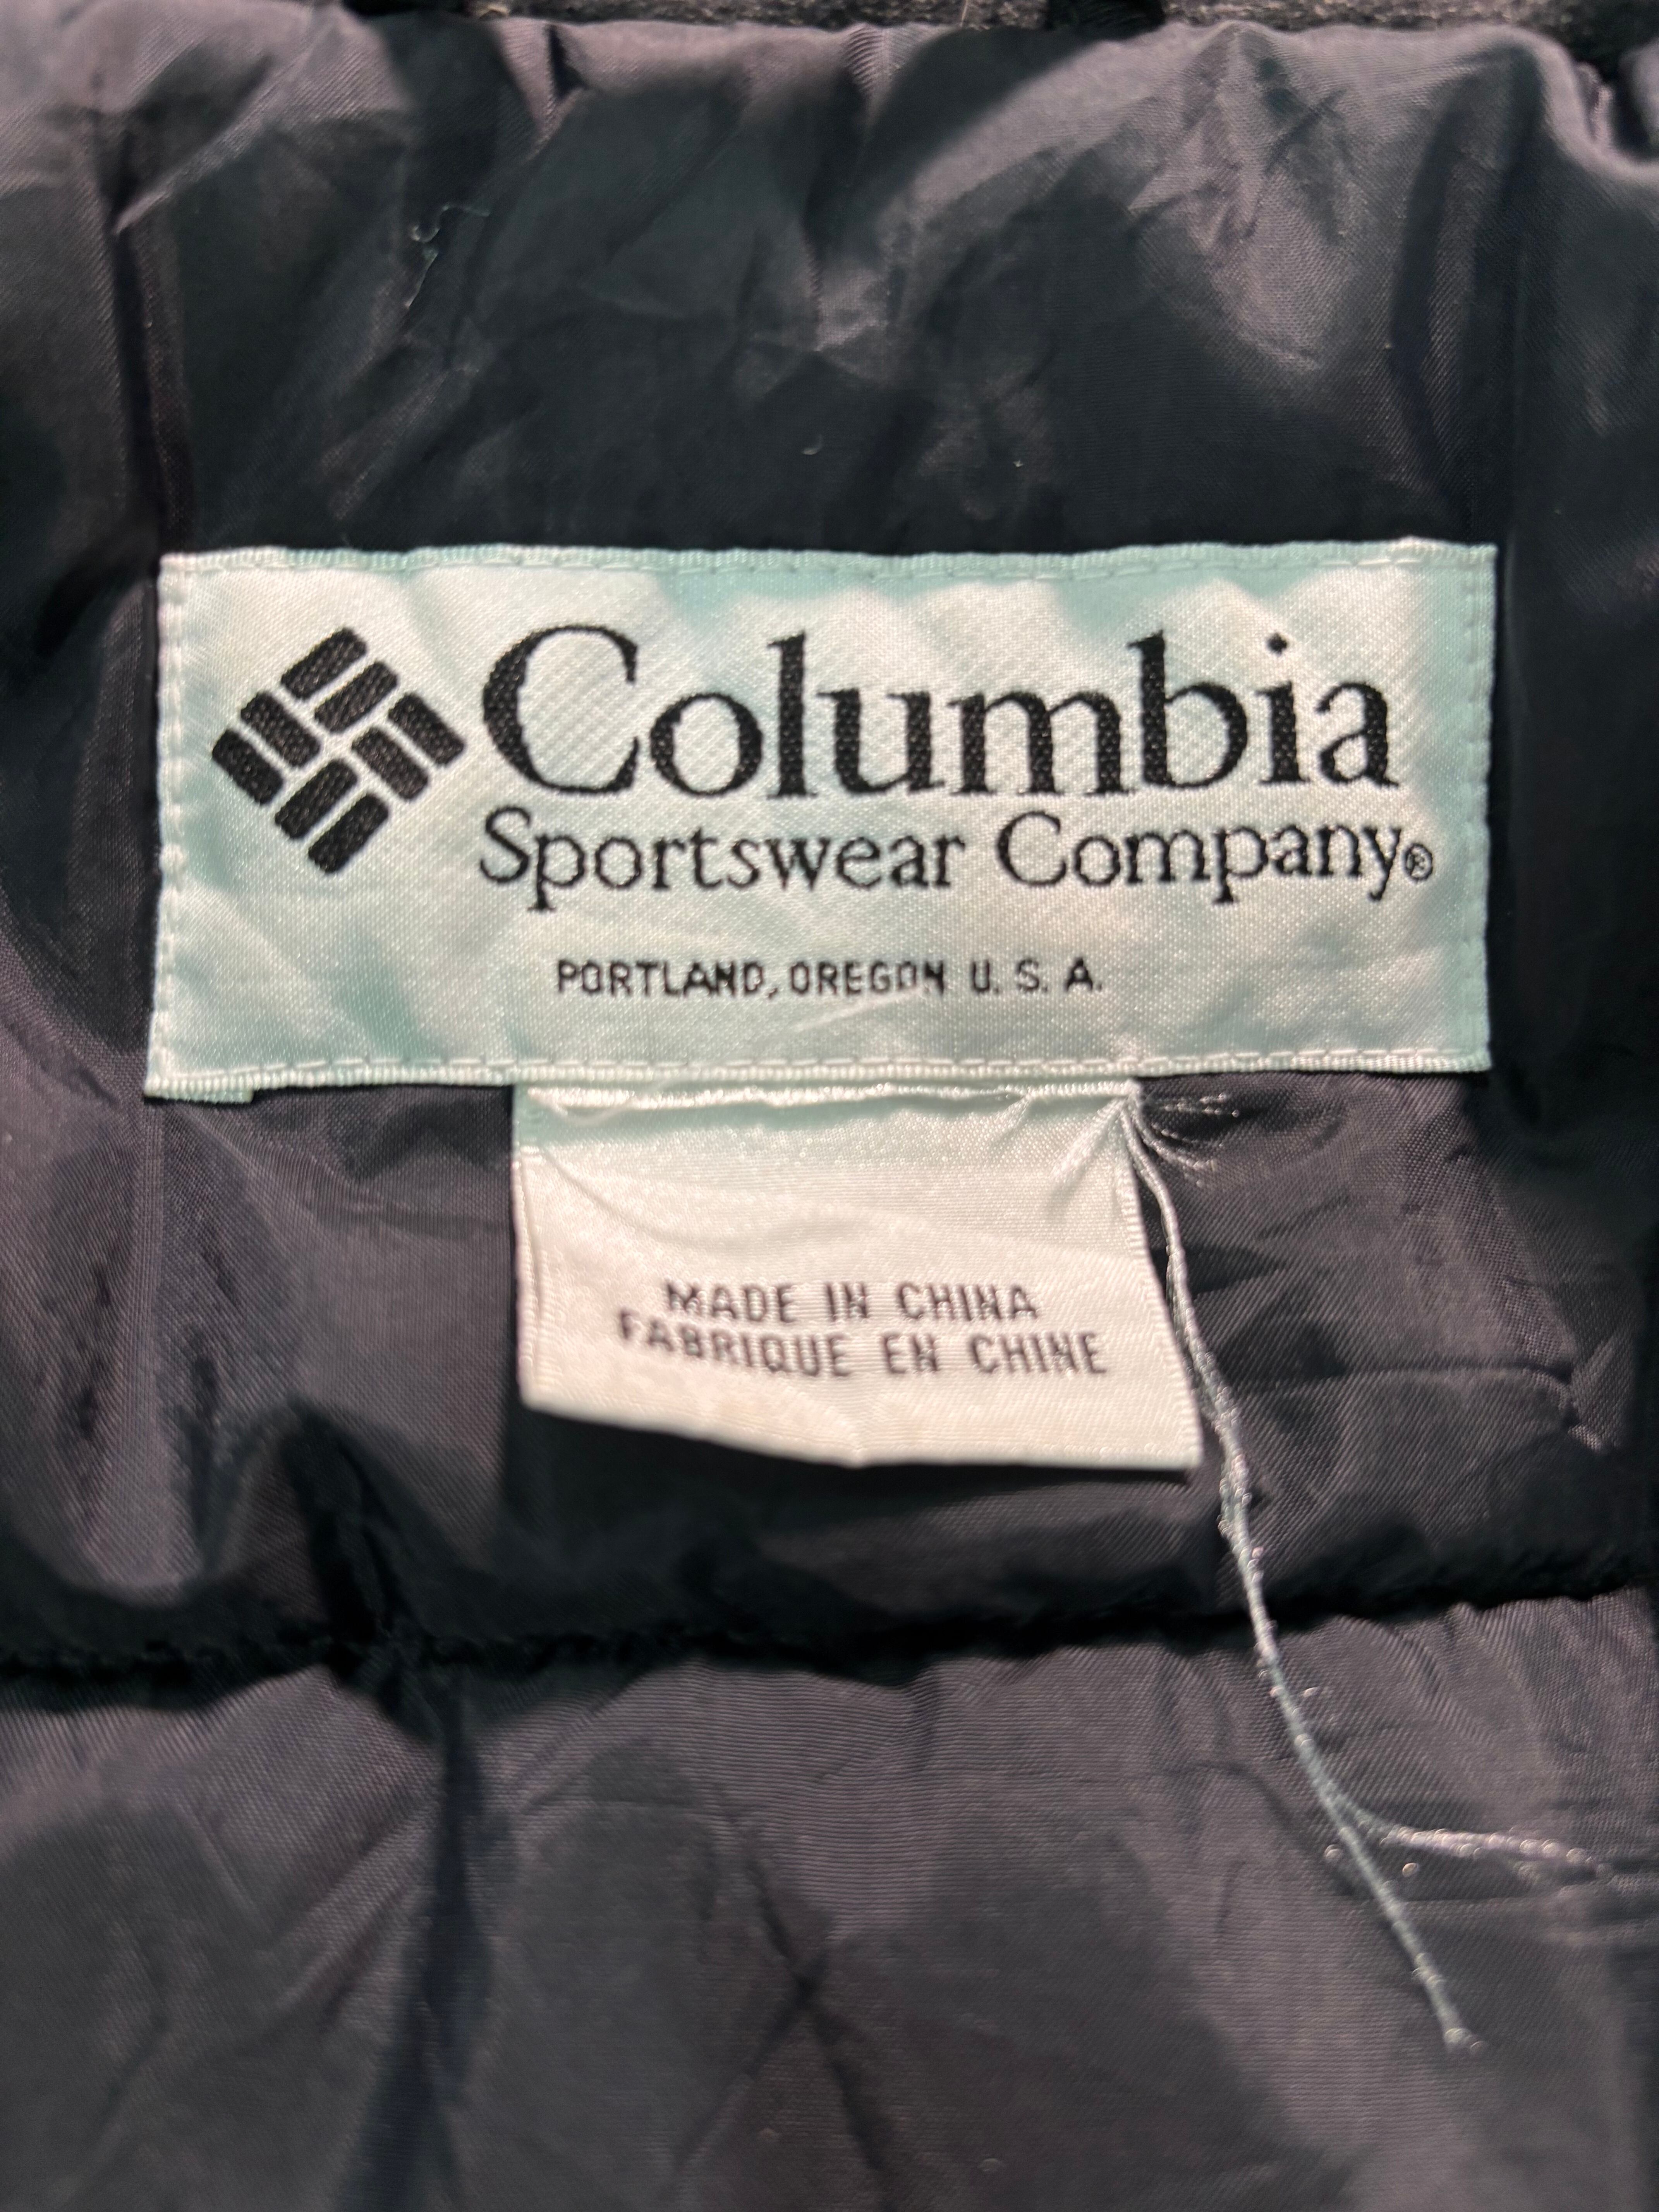 Columbia
Sportswear Company®
PORTLAND, OREGON U. S. A.
MADE IN CHINA
FABRIQUE EN CHINE